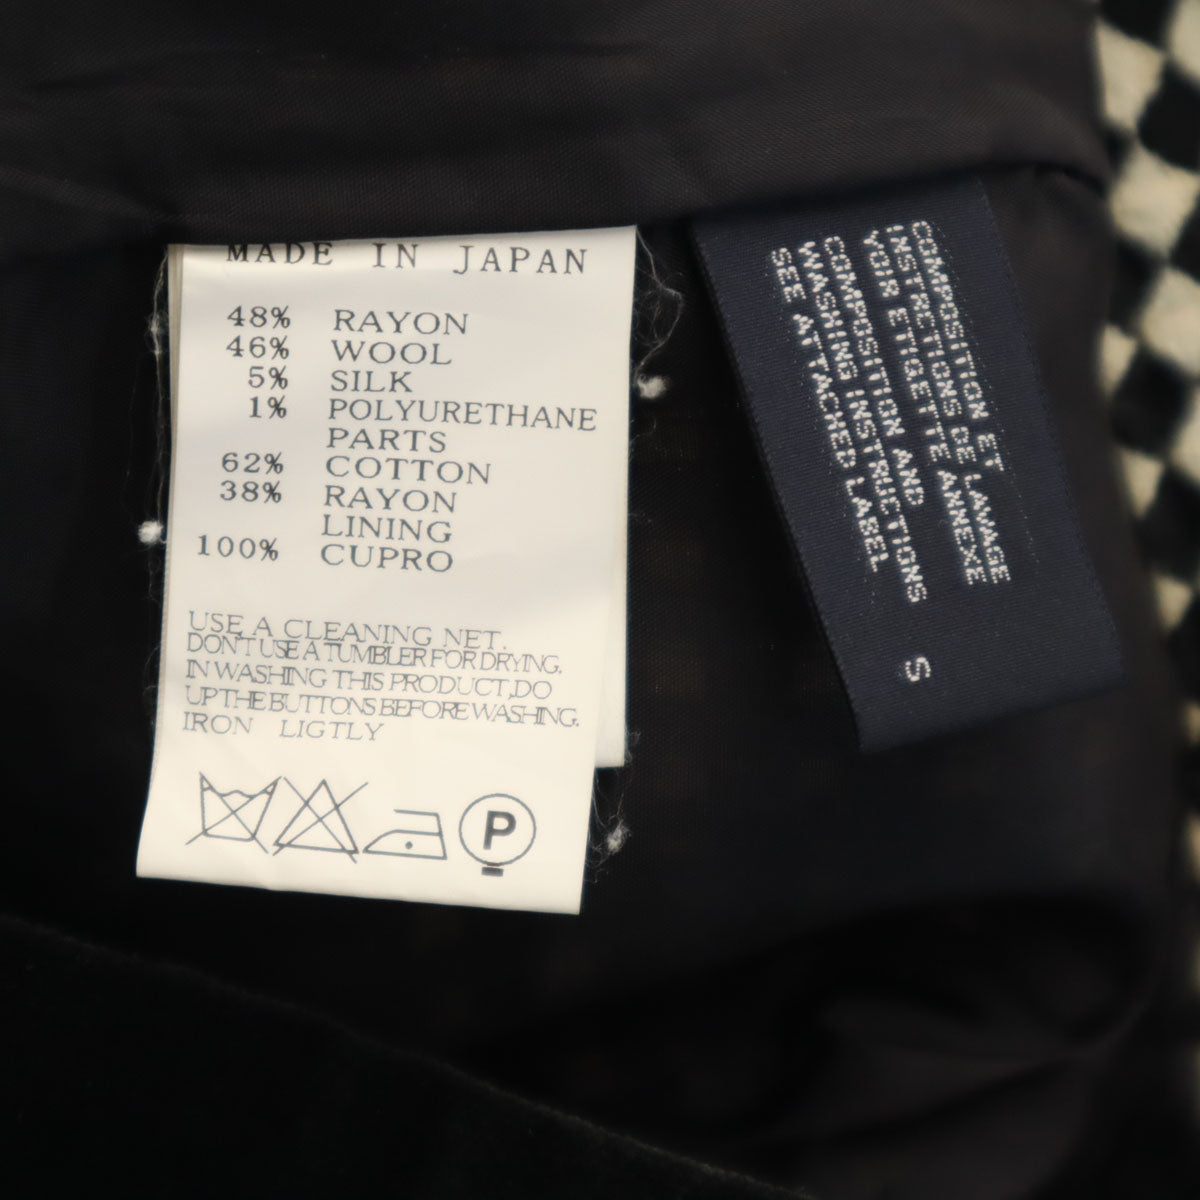 MADE IN JAPAN
48% RAYON
46% WOOL
5% SILK
1% POLYURETHANE
PARTS
62% COTTON
38% RAYON
LINING
100% CUPRO
USE A CLEANING NET.
DON'T USE A TUMBLER FOR DRYING.
IN WASHING THIS PRODUCT,DO
UP THE BUTTONS BEFORE WASHING.
IRON LIGTLY
P
COMPOSITION ET
INSTRECTIONS DE LAVAGE
VOIR ETIQETTE ANNEXE
COMPOSITION AND
WASHING INSTRUCTIONS
SEE ATTACHED LABEL
S